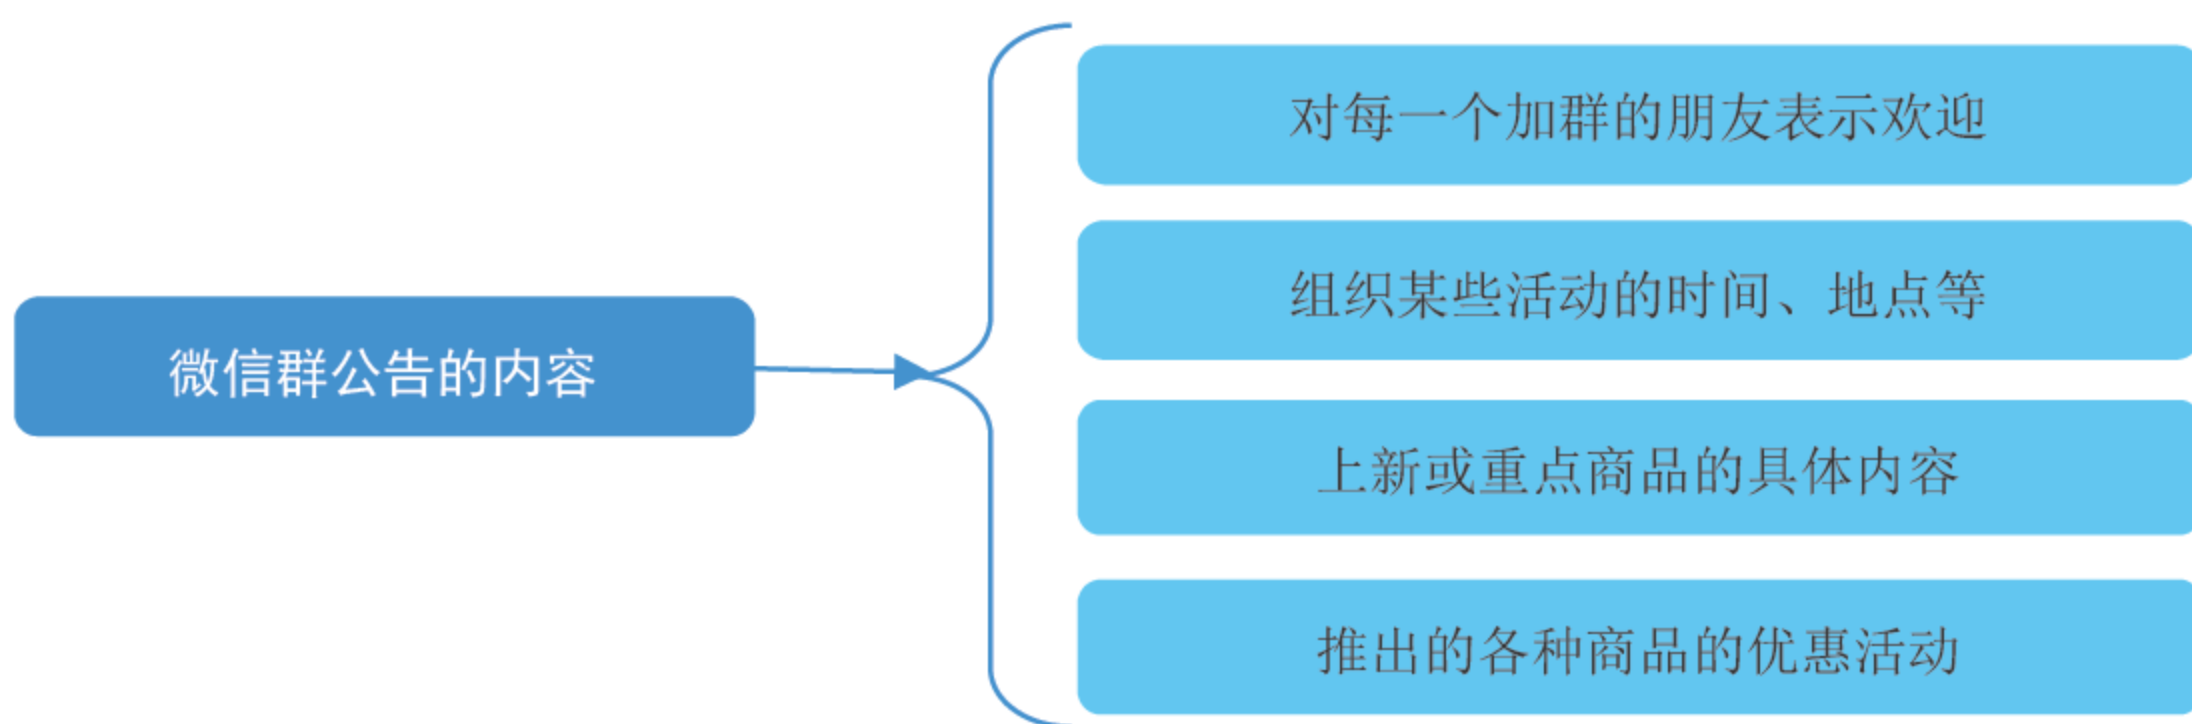 微信群公告的内容
对每一个加群的朋友表示欢迎
组织某些活动的时间、地点等
上新或重点商品的具体内容
推出的各种商品的优惠活动